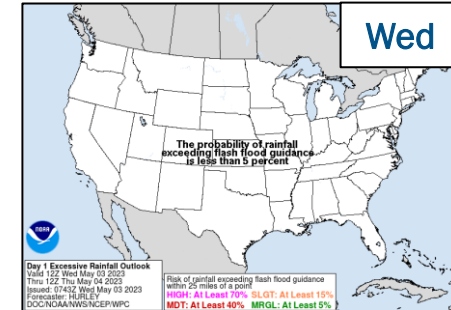 Wed
The probability of rainfall
exceeding flash flood guidance
is less than 5 percent
NOAA
Day 1 Excessive Rainfall Outlook
Valid 12Z Wed May 03 2023
Thru 12Z Thu May 04 2023
Issued: 0743Z Wed May 03 2023
Forecaster: HURLEY
DOC/NOAA/NWS/NCEP/WPC
Risk of rainfall exceeding flash flood guidance
within 25 miles of a point
HIGH: At Least 70% SLGT: At Least 15%
MDT: At Least 40% MRGL: At Least 5%